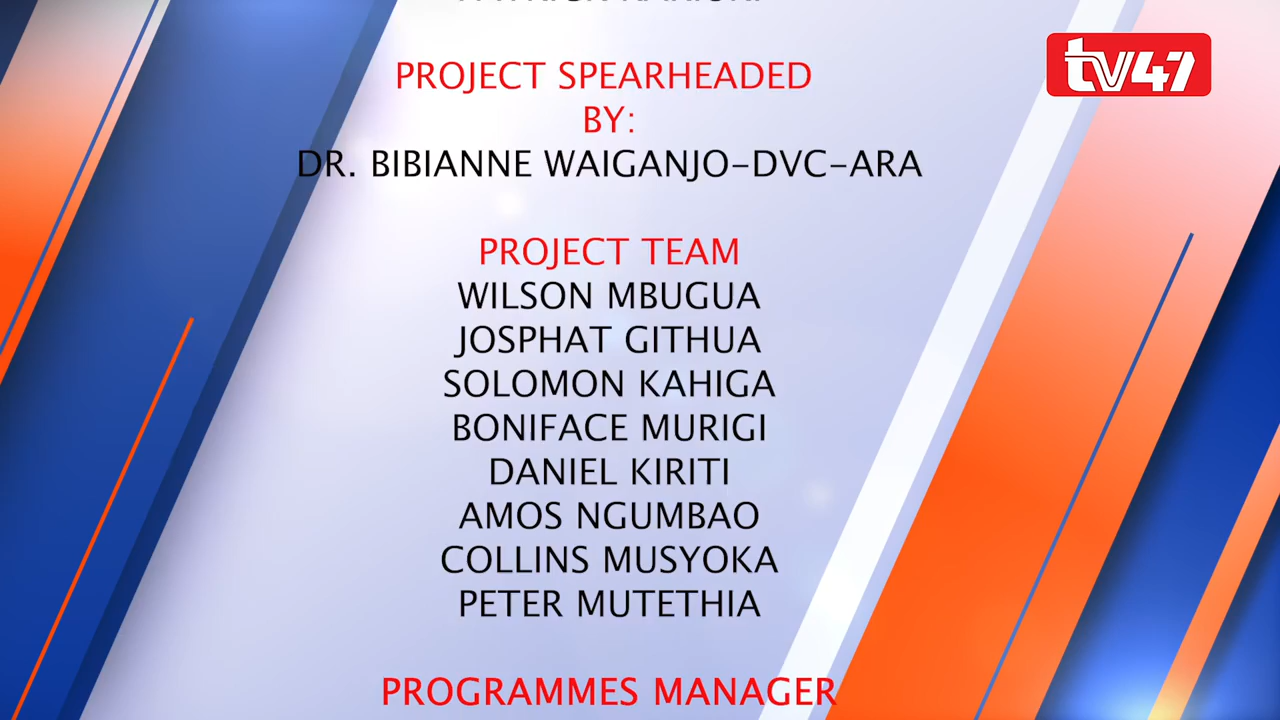 tv47
PROJECT SPEARHEADED
BY:
DR. BIBIANNE WAIGANJO-DVC-ARA
PROJECT TEAM
WILSON MBUGUA
JOSPHAT GITHUA
SOLOMON KAHIGA
BONIFACE MURIGI
DANIEL KIRITI
AMOS NGUMBAO
COLLINS MUSYOKA
PETER MUTETHIA
PROGRAMMES MANAGER